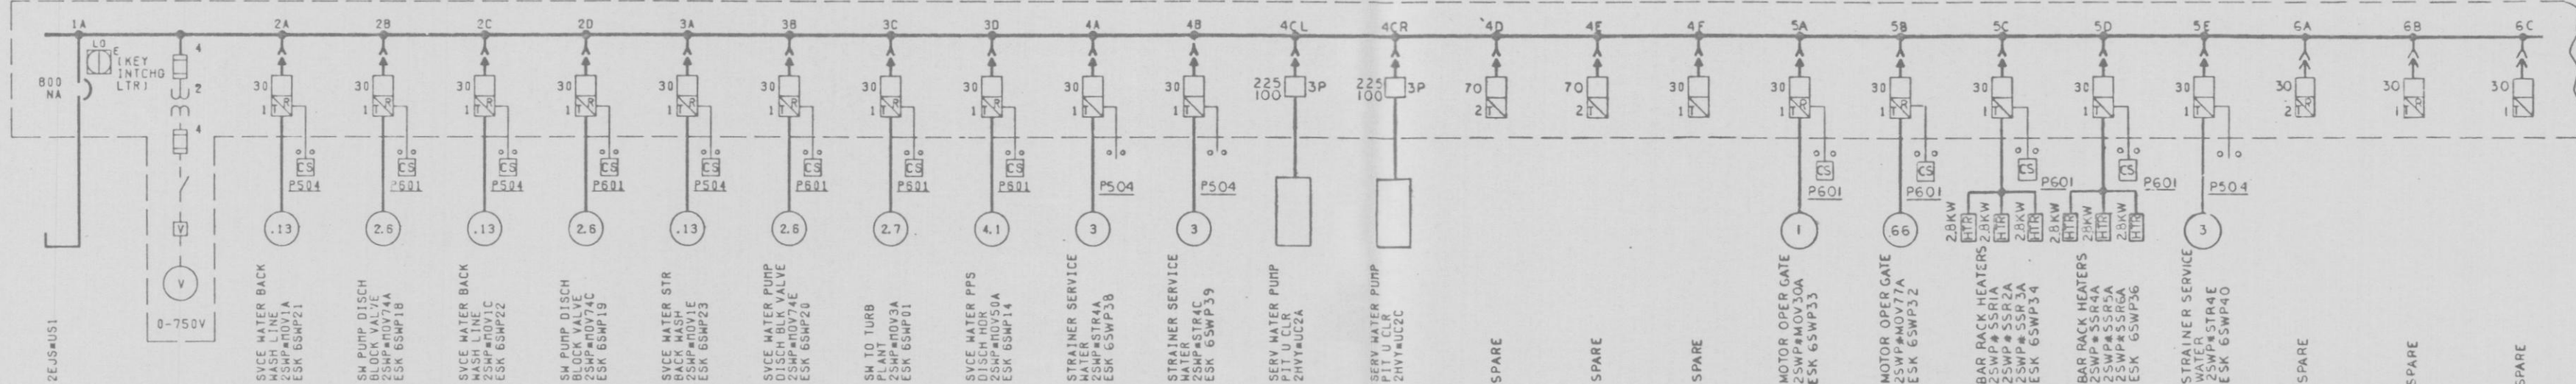 1A 2A 2B 2C 2D 3A 3B 3C 3D 4A 4B 4CL 4CR 4D 4E 4F 5A 5B 5C 5D 5E 6A 6B 6C
LO
E
(KEY
INTCHG
LTR)
800
NA
4
2
4
V
V
0-750V
2EJS*US1
30
1 T R
CS
P504
.13
SVCE WATER BACK
WASH LINE
2SWP*MOV1A
ESK 6SWP21
30
1 T R
CS
P601
2.6
SW PUMP DISCH
BLOCK VALVE
2SWP*MOV74A
ESK 6SWP18
30
1 T R
CS
P504
.13
SVCE WATER BACK
WASH LINE
2SWP*MOV1C
ESK 6SWP22
30
1 T R
CS
P601
2.6
SW PUMP DISCH
BLOCK VALVE
2SWP*MOV74C
ESK 6SWP19
30
1 T R
CS
P504
.13
SVCE WATER STR
BACK WASH
2SWP*MOV1E
ESK 6SWP23
30
1 T R
CS
P601
2.6
SVCE WATER PUMP
DISCH BLK VALVE
2SWP*MOV74E
ESK 6SWP20
30
1 T R
CS
P601
2.7
SW TO TURB
PLANT
2SWP*MOV3A
ESK 6SWP01
30
1 T R
CS
P601
4.1
SVCE WATER PPS
DISCH HDR
2SWP*MOV50A
ESK 6SWP14
30
1 T
P504
3
STRAINER SERVICE
WATER
2SWP*STR4A
ESK 6SWP38
30
1 T
P504
3
STRAINER SERVICE
WATER
2SWP*STR4C
ESK 6SWP39
225
100
3P
SERV WATER PUMP
PIT U CLR
2HVY*UC2A
225
100
3P
SERV WATER PUMP
PIT U CLR
2HVY*UC2C
70
2 T
SPARE
70
2 T
SPARE
30
1 T
SPARE
30
1 T R
CS
P601
1
MOTOR OPER GATE
2SWP*MOV30A
ESK 6SWP33
30
1 T R
CS
P601
66
MOTOR OPER GATE
2SWP*MOV77A
ESK 6SWP32
30
1 T
CS
P601
2.8KW HTR
2.8KW HTR
2.8KW HTR
BAR RACK HEATERS
2SWP*SSR1A
2SWP*SSR2A
2SWP*SSR3A
ESK 6SWP34
30
1 T
CS
P601
2.8KW HTR
28KW HTR
2.8KW HTR
BAR RACK HEATERS
2SWP*SSR4A
2SWP*SSR5A
2SWP*SSR6A
ESK 6SWP36
30
1 T
P504
3
STRAINER SERVICE
WATER
2SWP*STR4E
ESK 6SWP40
30
2 T R
SPARE
30
1 T R
SPARE
30
1 T
SPARE